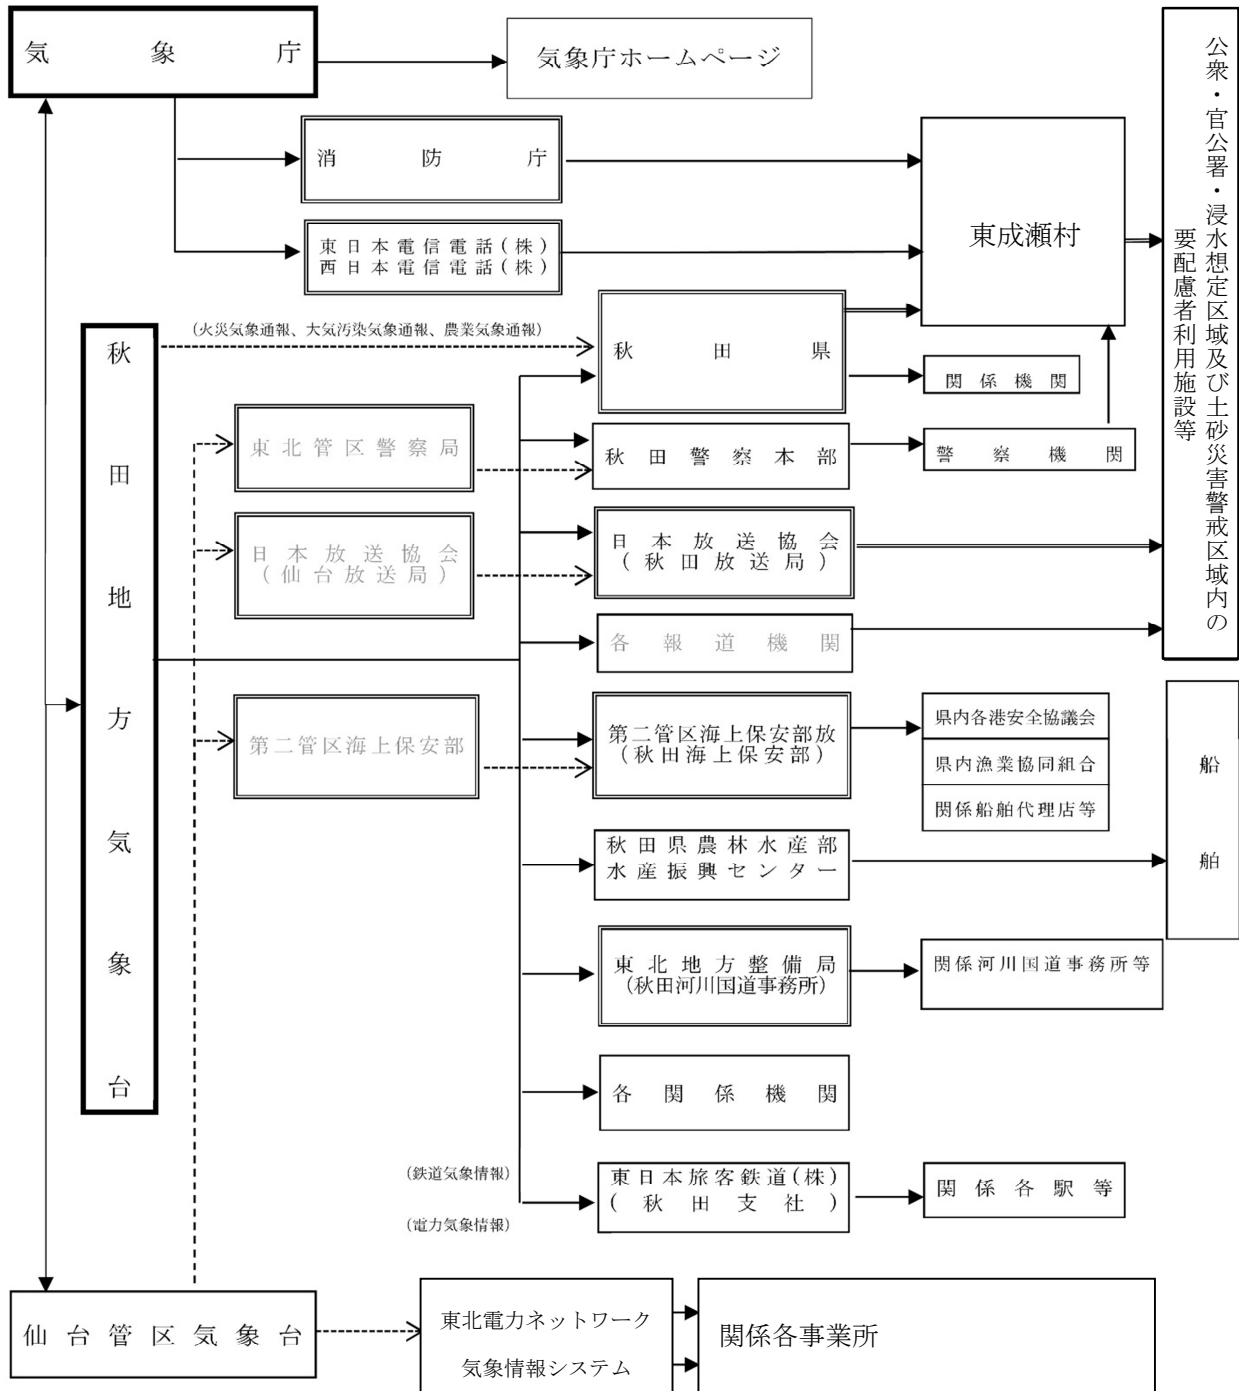 気象庁
気象庁ホームページ
公衆・官公署・浸水想定区域及び土砂災害警戒区域内の
要配慮者利用施設等
消防庁
東成瀬村
東日本電信電話(株)
西日本電信電話(株)
(火災気象通報、大気汚染気象通報、農業気象通報)
秋田県
関係機関
秋田地方気象台
東北管区警察局
秋田警察本部
警察機関
日本放送協会
(仙台放送局)
日本放送協会
(秋田放送局)
各報道機関
第二管区海上保安部
第二管区海上保安部放
(秋田海上保安部)
県内各港安全協議会
県内漁業協同組合
関係船舶代理店等
船舶
秋田県農林水産部
水産振興センター
東北地方整備局
(秋田河川国道事務所)
関係河川国道事務所等
各関係機関
(鉄道気象情報)
東日本旅客鉄道(株)
(秋田支社)
関係各駅等
(電力気象情報)
仙台管区気象台
東北電力ネットワーク
気象情報システム
関係各事業所